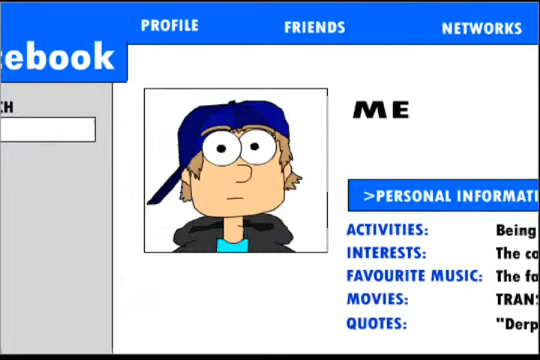 PROFILE FRIENDS NETWORKS
ebook
CH
ME
>PERSONAL INFORMATI
ACTIVITIES: Being
INTERESTS: The co
FAVOURITE MUSIC: The fa
MOVIES: TRAN
QUOTES: "Derp